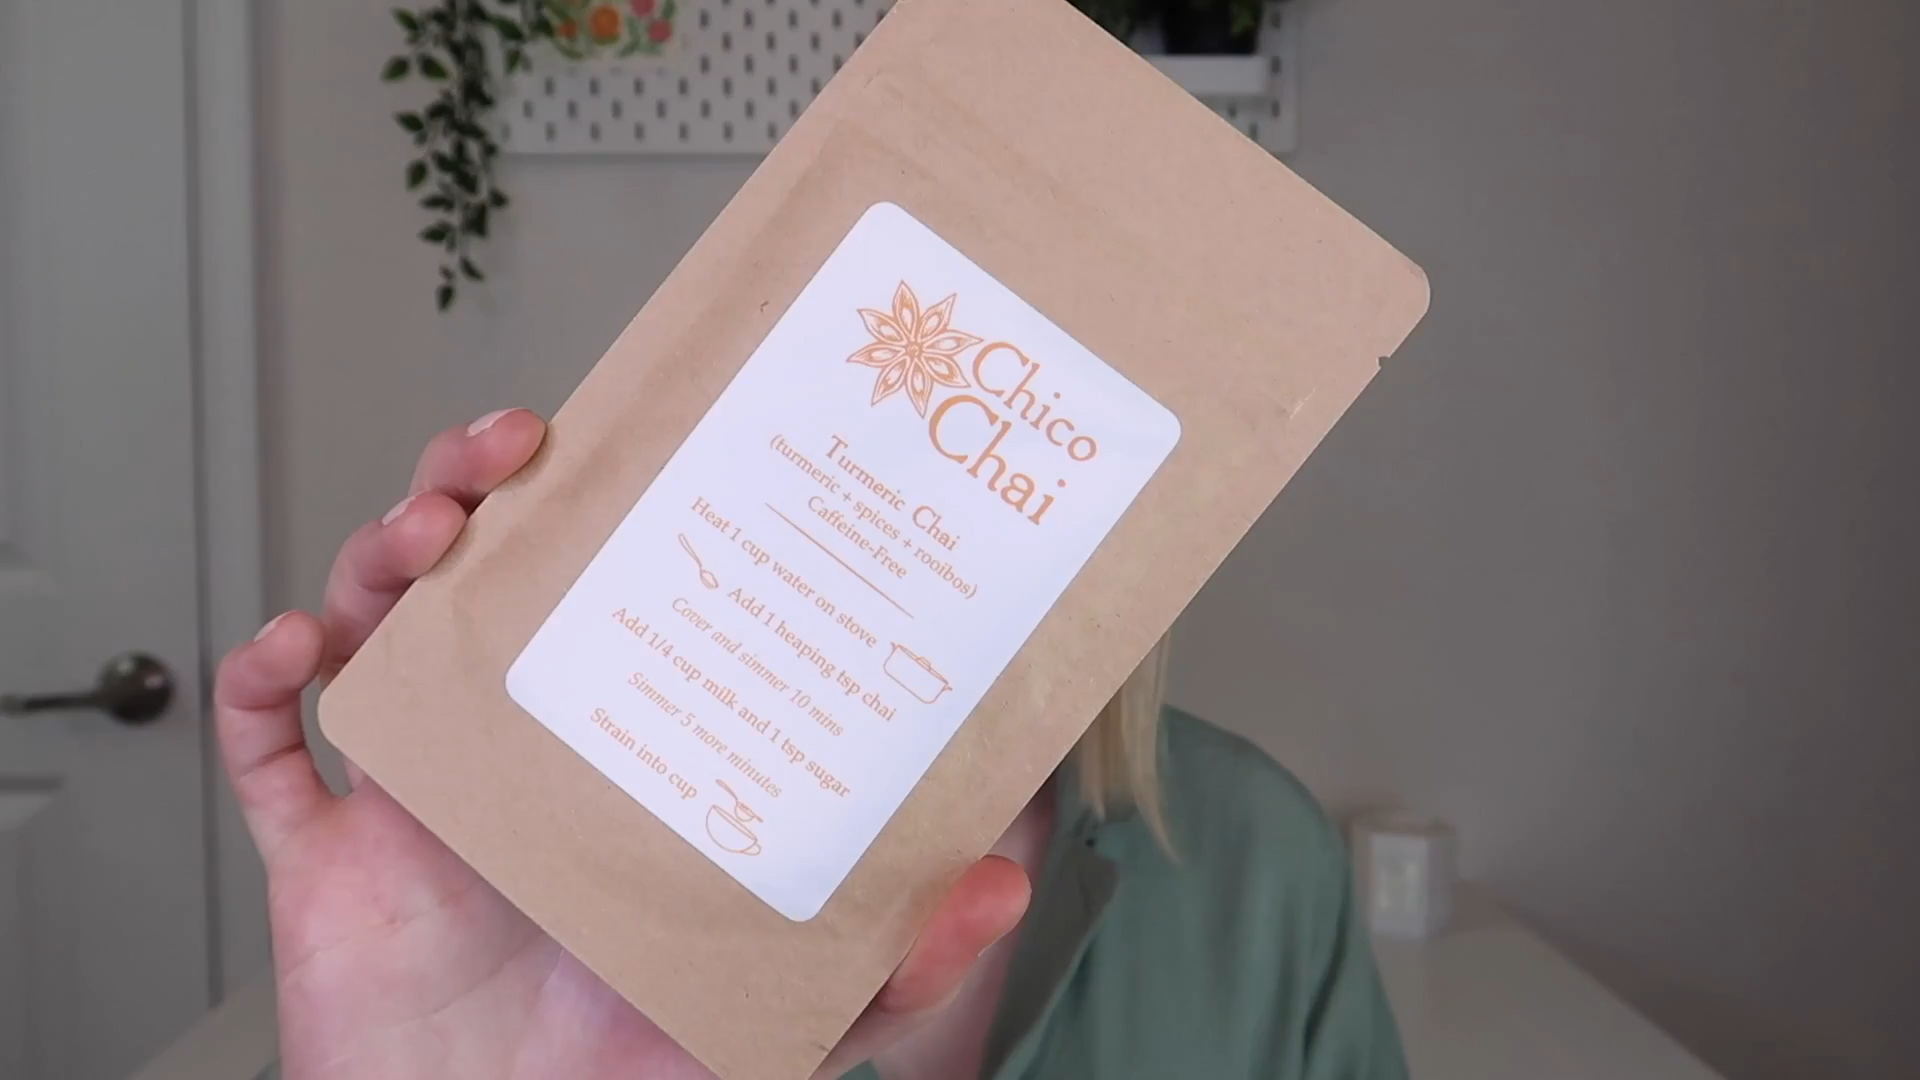 Chico
Chai
Turmeric Chai
(turmeric + spices + rooibos)
Caffeine-Free
Heat 1 cup water on stove
Add 1 heaping tsp chai
Cover and simmer 10 mins
Add 1/4 cup milk and 1 tsp sugar
Simmer 5 more minutes
Strain into cup